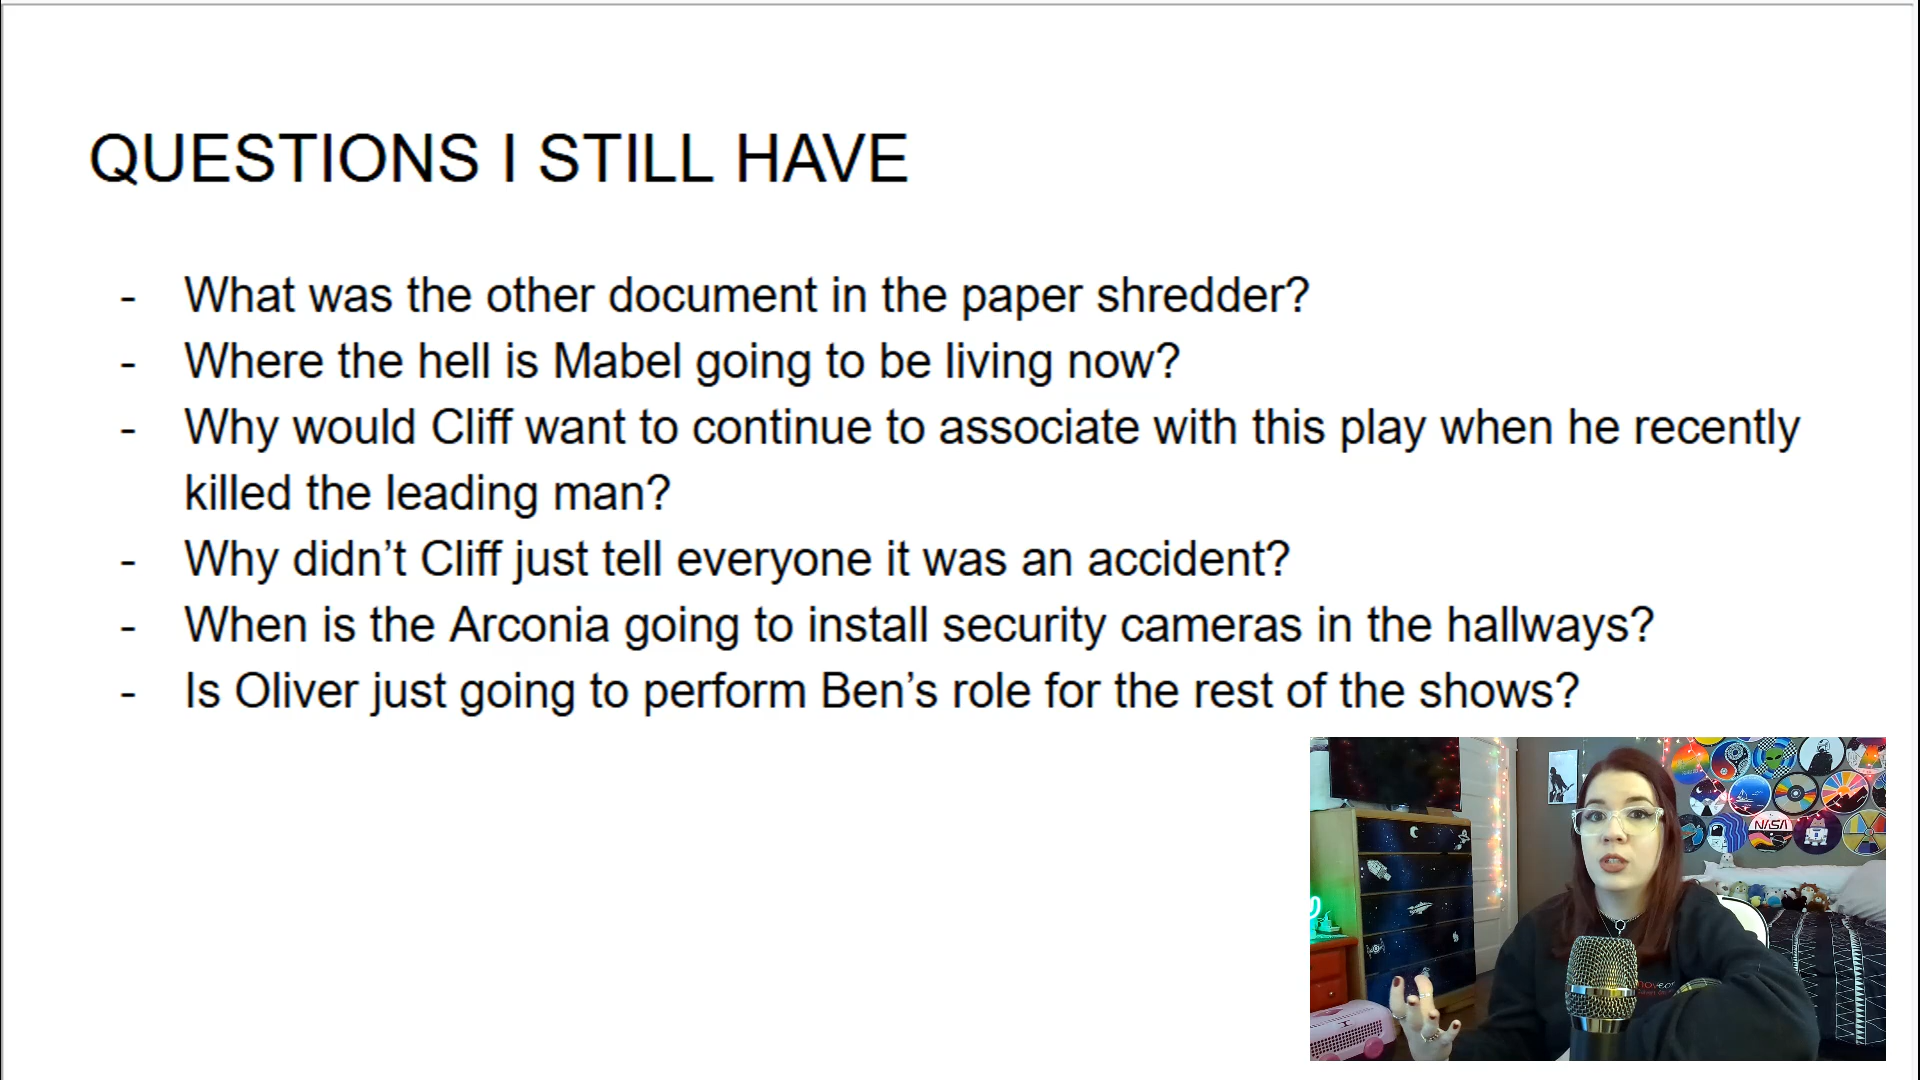 QUESTIONS I STILL HAVE
- What was the other document in the paper shredder?
- Where the hell is Mabel going to be living now?
- Why would Cliff want to continue to associate with this play when he recently
killed the leading man?
- Why didn’t Cliff just tell everyone it was an accident?
- When is the Arconia going to install security cameras in the hallways?
- Is Oliver just going to perform Ben’s role for the rest of the shows?
NASA